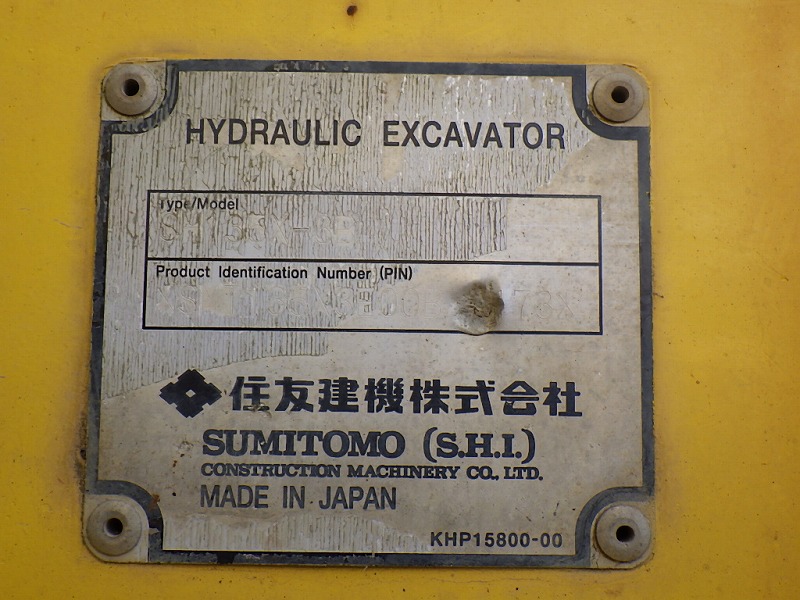 HYDRAULIC EXCAVATOR
Type/Model
Product Identification Number (PIN)
住友建機株式会社
SUMITOMO (S.H.I.)
CONSTRUCTION MACHINERY CO., LTD.
MADE IN JAPAN
KHP15800-00